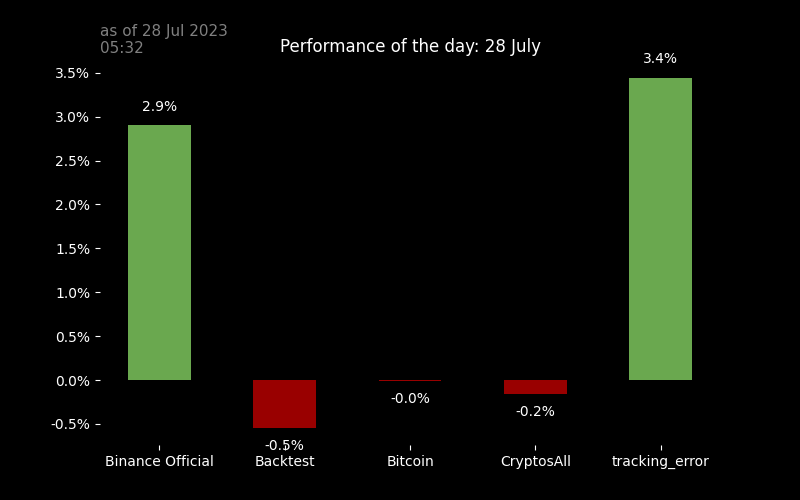 as of 28 Jul 2023
05:32
Performance of the day: 28 July
3.5%
3.0%
2.5%
2.0%
1.5%
1.0%
0.5%
0.0%
-0.5%
2.9%
-0.5%
-0.0%
-0.2%
3.4%
Binance Official
Backtest
Bitcoin
CryptosAll
tracking_error